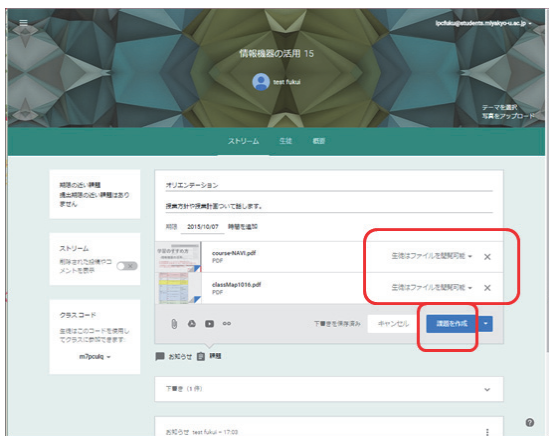 lpcfuku@students.miyakyo-u.ac.jp
情報機器の活用 15
test fukui
テーマを選択
写真をアップロード
ストリーム 生徒 概要
期限の近い課題
提出期限の近い課題はあり
ません
ストリーム
削除された投稿やコ
メントを表示
クラス コード
生徒はこのコードを使用し
てクラスに参加できます:
m7pculq
オリエンテーション
授業方針や授業計画ついて話します。
期限 2015/10/07 時間を追加
course-NAVI.pdf
PDF
生徒はファイルを閲覧可能
classMap1016.pdf
PDF
生徒はファイルを閲覧可能
下書きを保存済み キャンセル 課題を作成
お知らせ 課題
下書き (1 件)
お知らせ test fukui • 17:03